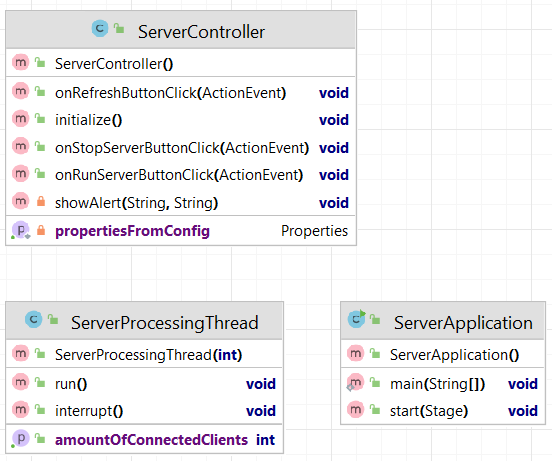 ServerController
ServerController()
onRefreshButtonClick(ActionEvent) void
initialize() void
onStopServerButtonClick(ActionEvent) void
onRunServerButtonClick(ActionEvent) void
showAlert(String, String) void
propertiesFromConfig Properties
ServerProcessingThread
ServerProcessingThread(int)
run() void
interrupt() void
amountOfConnectedClients int
ServerApplication
ServerApplication()
main(String[]) void
start(Stage) void